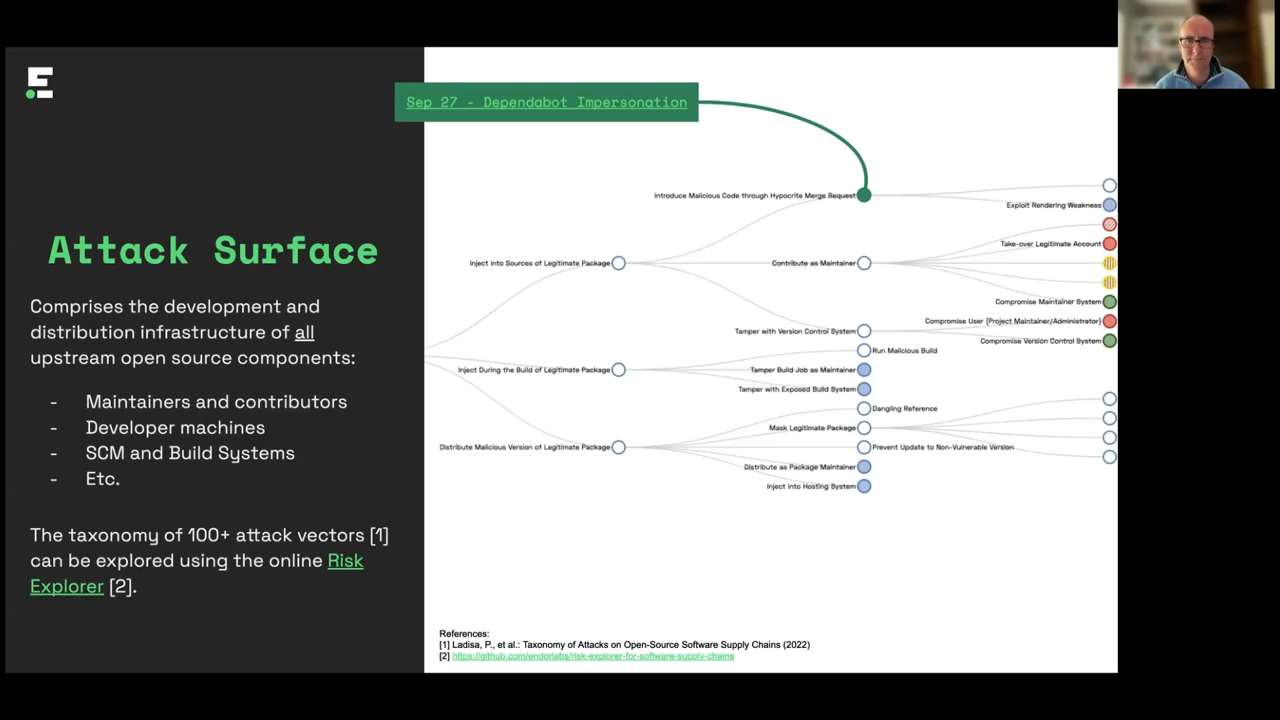 Sep 27 - Dependabot Impersonation
Attack Surface
Comprises the development and
distribution infrastructure of all
upstream open source components:
- Maintainers and contributors
- Developer machines
- SCM and Build Systems
- Etc.
The taxonomy of 100+ attack vectors [1]
can be explored using the online Risk
Explorer [2].
Introduce Malicious Code through Hypocrite Merge Request
Exploit Rendering Weakness
Take-over Legitimate Account
Inject into Sources of Legitimate Package
Contribute as Maintainer
Compromise Maintainer System
Compromise User (Project Maintainer/Administrator)
Tamper with Version Control System
Compromise Version Control System
Run Malicious Build
Inject During the Build of Legitimate Package
Tamper Build Job as Maintainer
Tamper with Exposed Build System
Dangling Reference
Mask Legitimate Package
Distribute Malicious Version of Legitimate Package
Prevent Update to Non-Vulnerable Version
Distribute as Package Maintainer
Inject into Hosting System
References:
[1] Ladisa, P., et al.: Taxonomy of Attacks on Open-Source Software Supply Chains (2022)
[2] https://github.com/endorlabs/risk-explorer-for-software-supply-chains